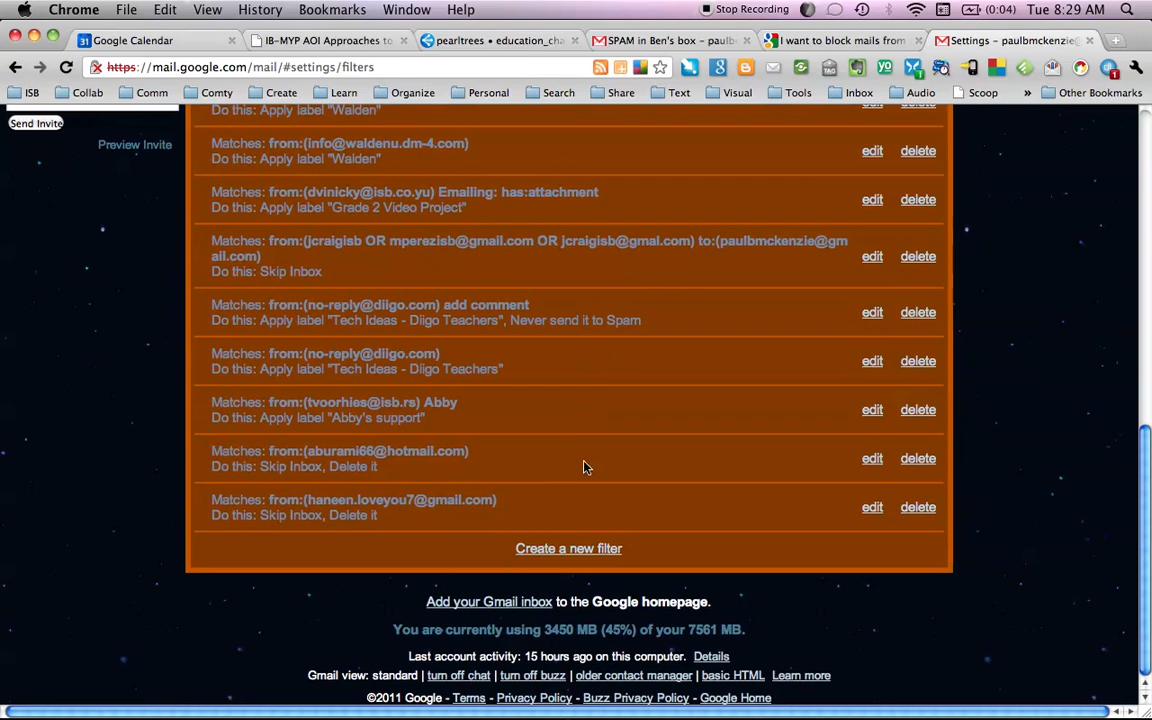 Chrome File Edit View History Bookmarks Window Help Stop Recording (0:04) Tue 8:29 AM
Google Calendar IB-MYP AOI Approaches to pearltrees • education_cha SPAM in Ben's box – paulb I want to block mails from Settings – paulbmckenzie@
https://mail.google.com/mail/#settings/filters
ISB Collab Comm Comty Create Learn Organize Personal Search Share Text Visual Tools Inbox Audio Scoop » Other Bookmarks
Send Invite
Preview Invite
Do this: Apply label "Walden"
edit delete
Matches: from:(info@waldenu.dm-4.com)
Do this: Apply label "Walden"
edit delete
Matches: from:(dvinicky@isb.co.yu) Emailing: has:attachment
Do this: Apply label "Grade 2 Video Project"
edit delete
Matches: from:(jcraigisb OR mperezisb@gmail.com OR jcraigisb@gmal.com) to:(paulbmckenzie@gm
ail.com)
Do this: Skip Inbox
edit delete
Matches: from:(no-reply@diigo.com) add comment
Do this: Apply label "Tech Ideas - Diigo Teachers", Never send it to Spam
edit delete
Matches: from:(no-reply@diigo.com)
Do this: Apply label "Tech Ideas - Diigo Teachers"
edit delete
Matches: from:(tvoorhies@isb.rs) Abby
Do this: Apply label "Abby's support"
edit delete
Matches: from:(aburami66@hotmail.com)
Do this: Skip Inbox, Delete it
edit delete
Matches: from:(haneen.loveyou7@gmail.com)
Do this: Skip Inbox, Delete it
edit delete
Create a new filter
Add your Gmail inbox to the Google homepage.
You are currently using 3450 MB (45%) of your 7561 MB.
Last account activity: 15 hours ago on this computer. Details
Gmail view: standard | turn off chat | turn off buzz | older contact manager | basic HTML Learn more
©2011 Google - Terms - Privacy Policy - Buzz Privacy Policy - Google Home